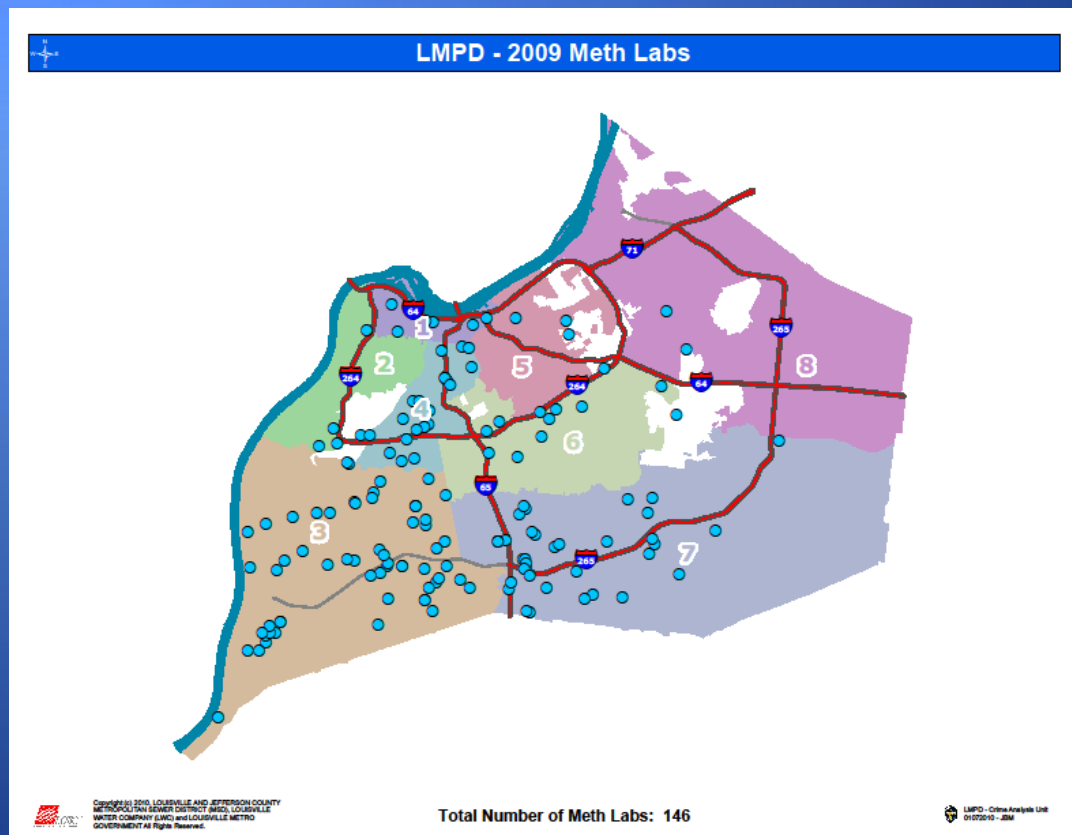 N
W E
S
LMPD - 2009 Meth Labs
71
64
1
265
2
5
8
264
264
64
4
6
65
3
7
265
Copyright (c) 2010, LOUISVILLE AND JEFFERSON COUNTY
METROPOLITAN SEWER DISTRICT (MSD), LOUISVILLE
WATER COMPANY (LWC) and LOUISVILLE METRO
GOVERNMENT All Rights Reserved.
Total Number of Meth Labs: 146
LMPD - Crime Analysis Unit
01072010 - JBM